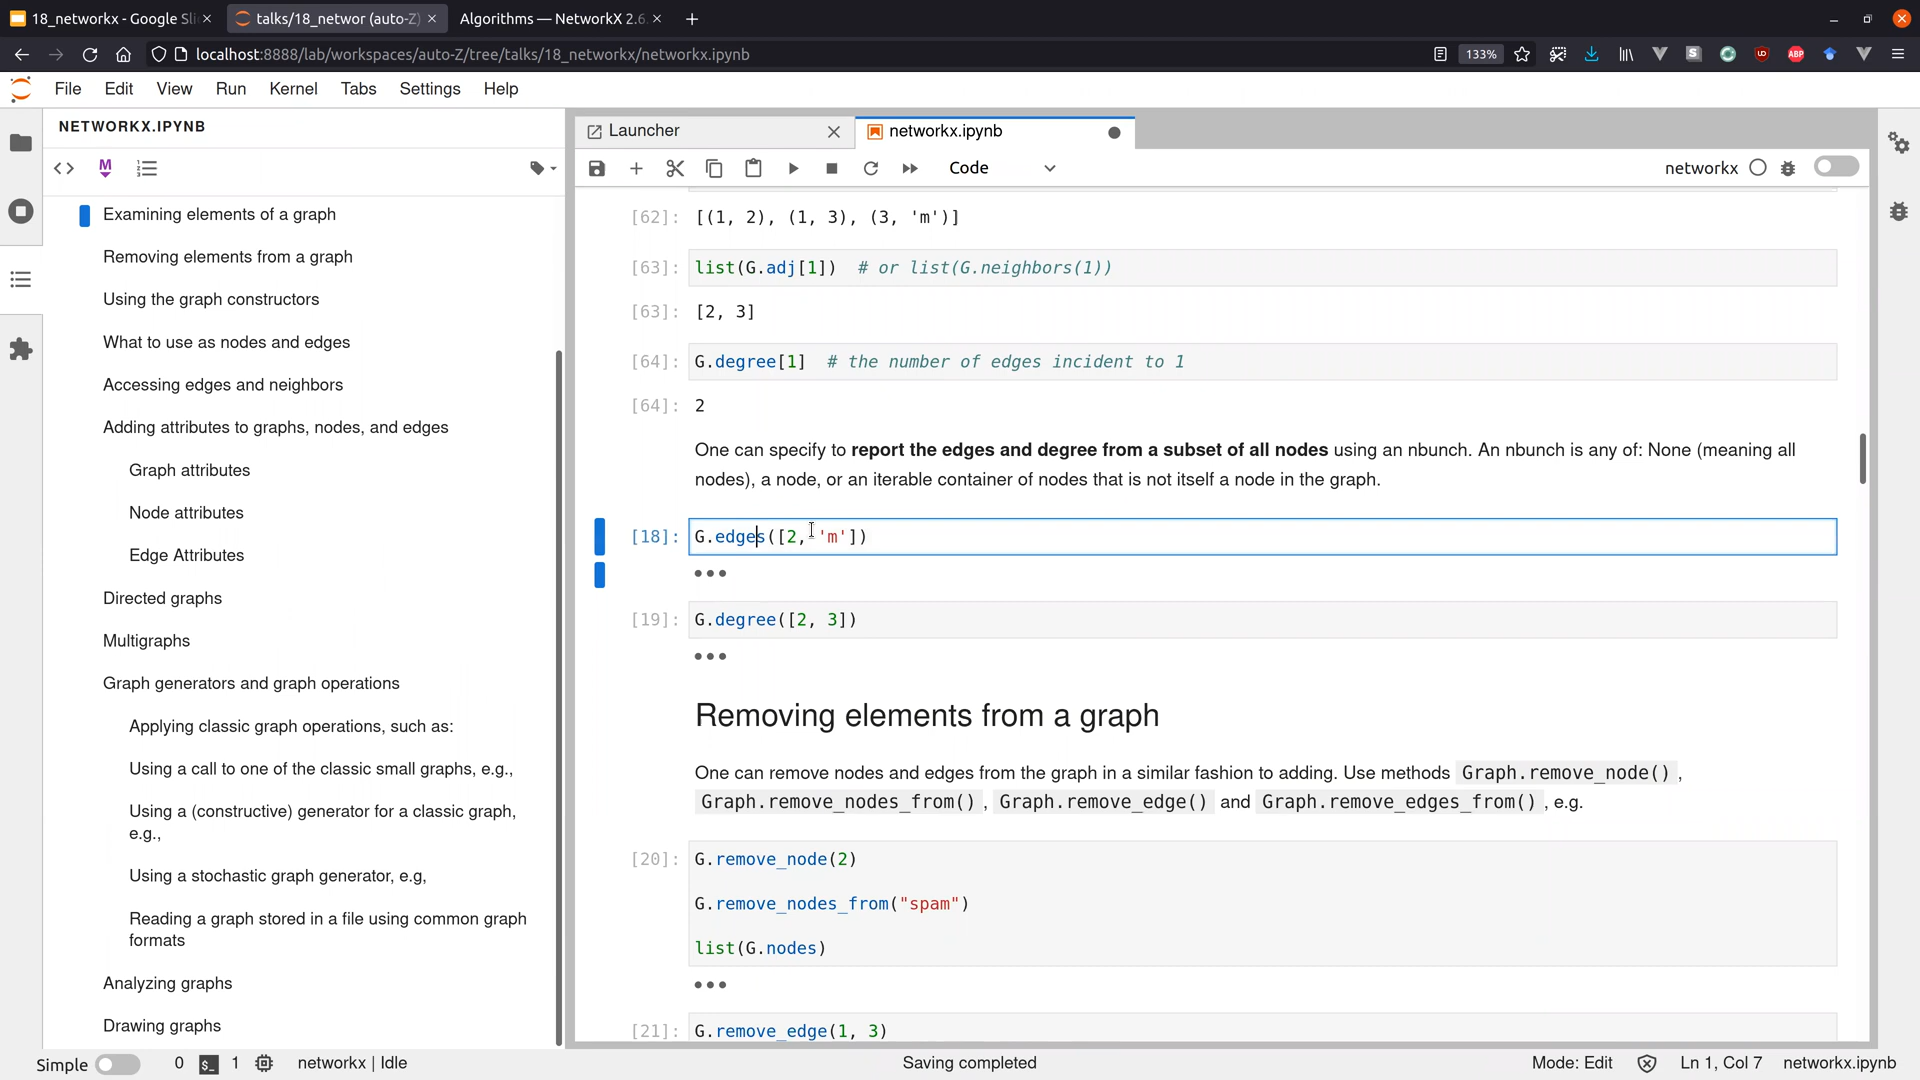 18_networkx - Google Sli
talks/18_networ (auto-Z)
Algorithms — NetworkX 2.6.
localhost:8888/lab/workspaces/auto-Z/tree/talks/18_networkx/networkx.ipynb
133%
File Edit View Run Kernel Tabs Settings Help
NETWORKX.IPYNB
Examining elements of a graph
Removing elements from a graph
Using the graph constructors
What to use as nodes and edges
Accessing edges and neighbors
Adding attributes to graphs, nodes, and edges
Graph attributes
Node attributes
Edge Attributes
Directed graphs
Multigraphs
Graph generators and graph operations
Applying classic graph operations, such as:
Using a call to one of the classic small graphs, e.g.,
Using a (constructive) generator for a classic graph,
e.g.,
Using a stochastic graph generator, e.g,
Reading a graph stored in a file using common graph
formats
Analyzing graphs
Drawing graphs
Launcher
networkx.ipynb
Code
networkx
[62]: [(1, 2), (1, 3), (3, 'm')]
[63]: list(G.adj[1]) # or list(G.neighbors(1))
[63]: [2, 3]
[64]: G.degree[1] # the number of edges incident to 1
[64]: 2
One can specify to report the edges and degree from a subset of all nodes using an nbunch. An nbunch is any of: None (meaning all
nodes), a node, or an iterable container of nodes that is not itself a node in the graph.
[18]: G.edges([2, 'm'])
[19]: G.degree([2, 3])
Removing elements from a graph
One can remove nodes and edges from the graph in a similar fashion to adding. Use methods Graph.remove_node() ,
Graph.remove_nodes_from() , Graph.remove_edge() and Graph.remove_edges_from() , e.g.
[20]: G.remove_node(2)
G.remove_nodes_from("spam")
list(G.nodes)
[21]: G.remove_edge(1, 3)
Simple 0 $_ 1 networkx | Idle
Saving completed
Mode: Edit
Ln 1, Col 7
networkx.ipynb